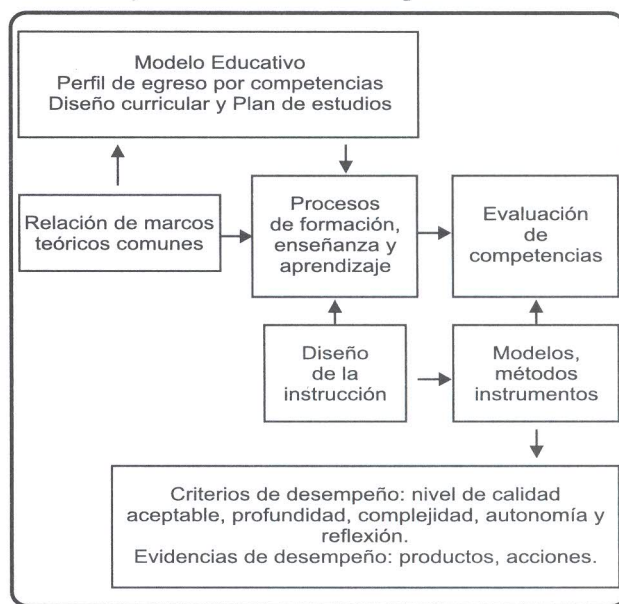 Modelo Educativo
Perfil de egreso por competencias
Diseño curricular y Plan de estudios
Relación de marcos
teóricos comunes
Procesos
de formación,
enseñanza y
aprendizaje
Evaluación
de
competencias
Diseño
de la
instrucción
Modelos,
métodos
instrumentos
Criterios de desempeño: nivel de calidad
aceptable, profundidad, complejidad, autonomía y
reflexión.
Evidencias de desempeño: productos, acciones.